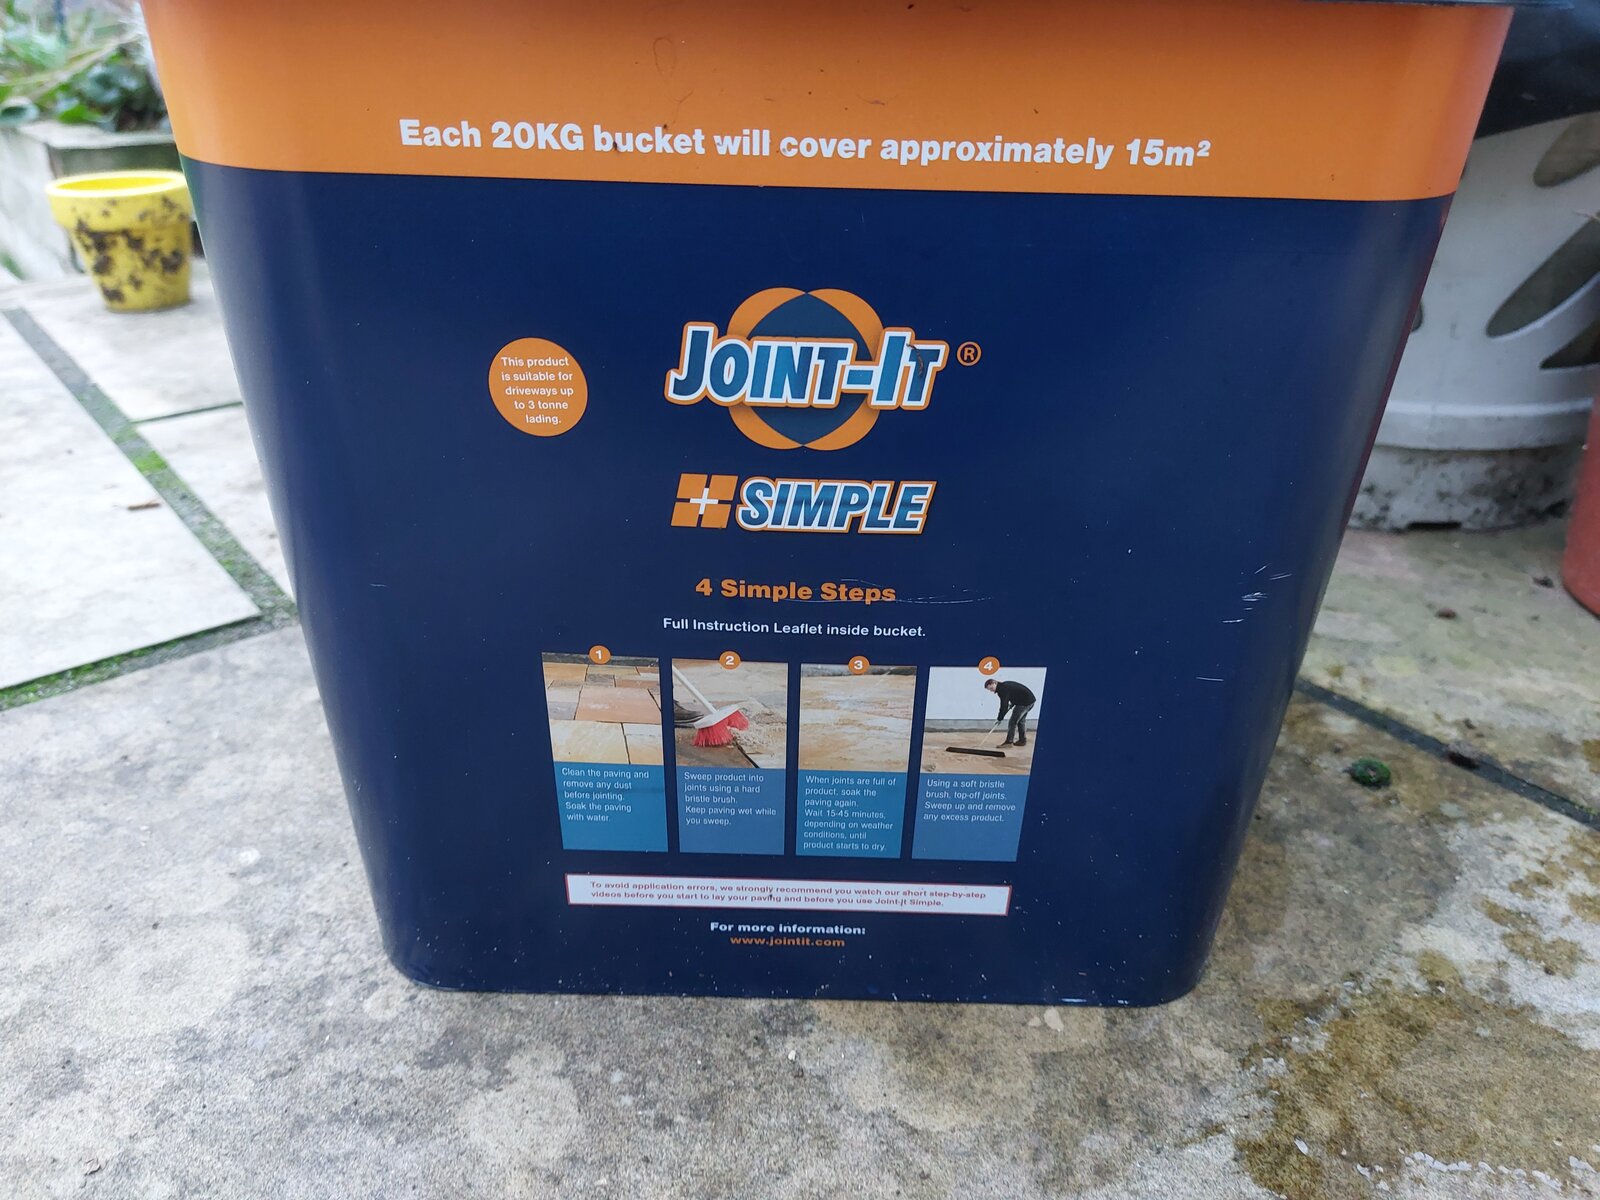 Each 20KG bucket will cover approximately 15m²
This product
is suitable for
driveways up
to 3 tonne
lading.
JOINT-IT ®
SIMPLE
4 Simple Steps
Full Instruction Leaflet inside bucket.
1
Clean the paving and
remove any dust
before jointing.
Soak the paving
with water.
2
Sweep product into
joints using a hard
bristle brush.
Keep paving wet while
you sweep.
3
When joints are full of
product, soak the
paving again.
Wait 15-45 minutes,
depending on weather
conditions, until
product starts to dry.
4
Using a soft bristle
brush, top-off joints.
Sweep up and remove
any excess product.
To avoid application errors, we strongly recommend you watch our short step-by-step
videos before you start to lay your paving and before you use Joint-It Simple.
For more information:
www.jointit.com